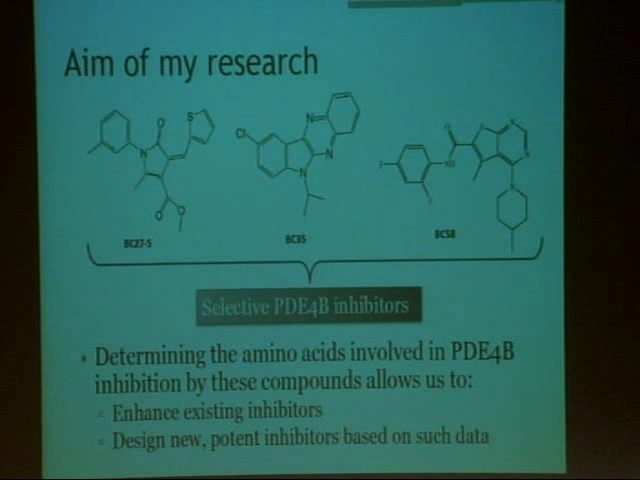 Aim of my research
S
O
N
O
O
Cl
N
N
N
S
N
N
N
BC27-5
BC35
BC58
Selective PDE4B inhibitors
• Determining the amino acids involved in PDE4B
inhibition by these compounds allows us to:
▫ Enhance existing inhibitors
▫ Design new, potent inhibitors based on such data